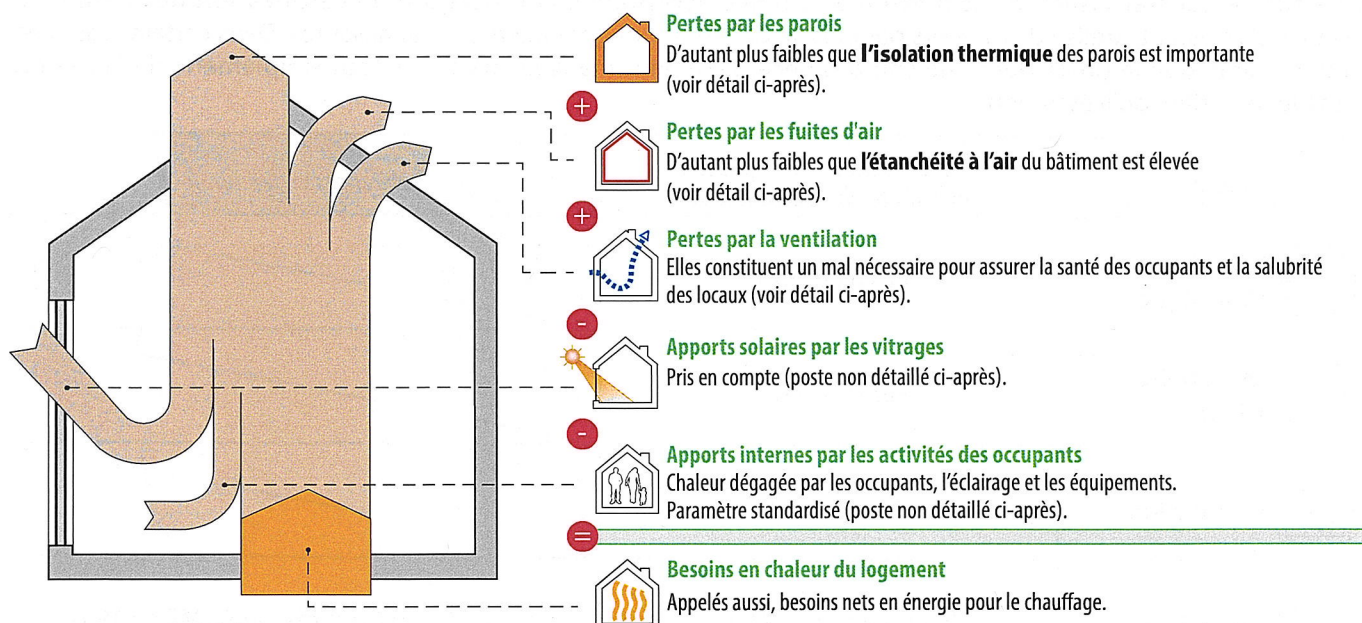 Pertes par les parois
D'autant plus faibles que l'isolation thermique des parois est importante
(voir détail ci-après).
+
Pertes par les fuites d'air
D'autant plus faibles que l'étanchéité à l'air du bâtiment est élevée
(voir détail ci-après).
+
Pertes par la ventilation
Elles constituent un mal nécessaire pour assurer la santé des occupants et la salubrité
des locaux (voir détail ci-après).
-
Apports solaires par les vitrages
Pris en compte (poste non détaillé ci-après).
-
Apports internes par les activités des occupants
Chaleur dégagée par les occupants, l'éclairage et les équipements.
Paramètre standardisé (poste non détaillé ci-après).
=
Besoins en chaleur du logement
Appelés aussi, besoins nets en énergie pour le chauffage.